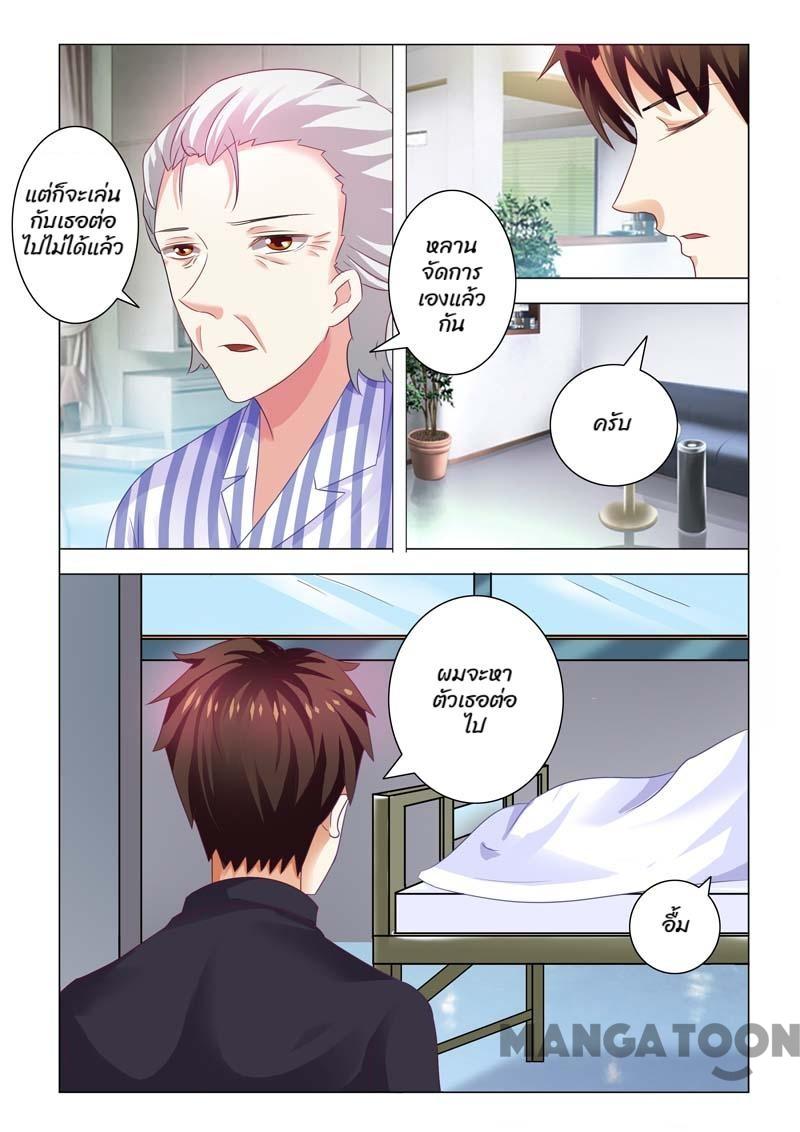 แต่ก็จะเล่น
กับเธอต่อ
ไปไม่ได้แล้ว
หลาน
จัดการ
เองแล้ว
กัน
ครับ
ผมจะหา
ตัวเธอต่อ
ไป
อื้ม
MANGATOON